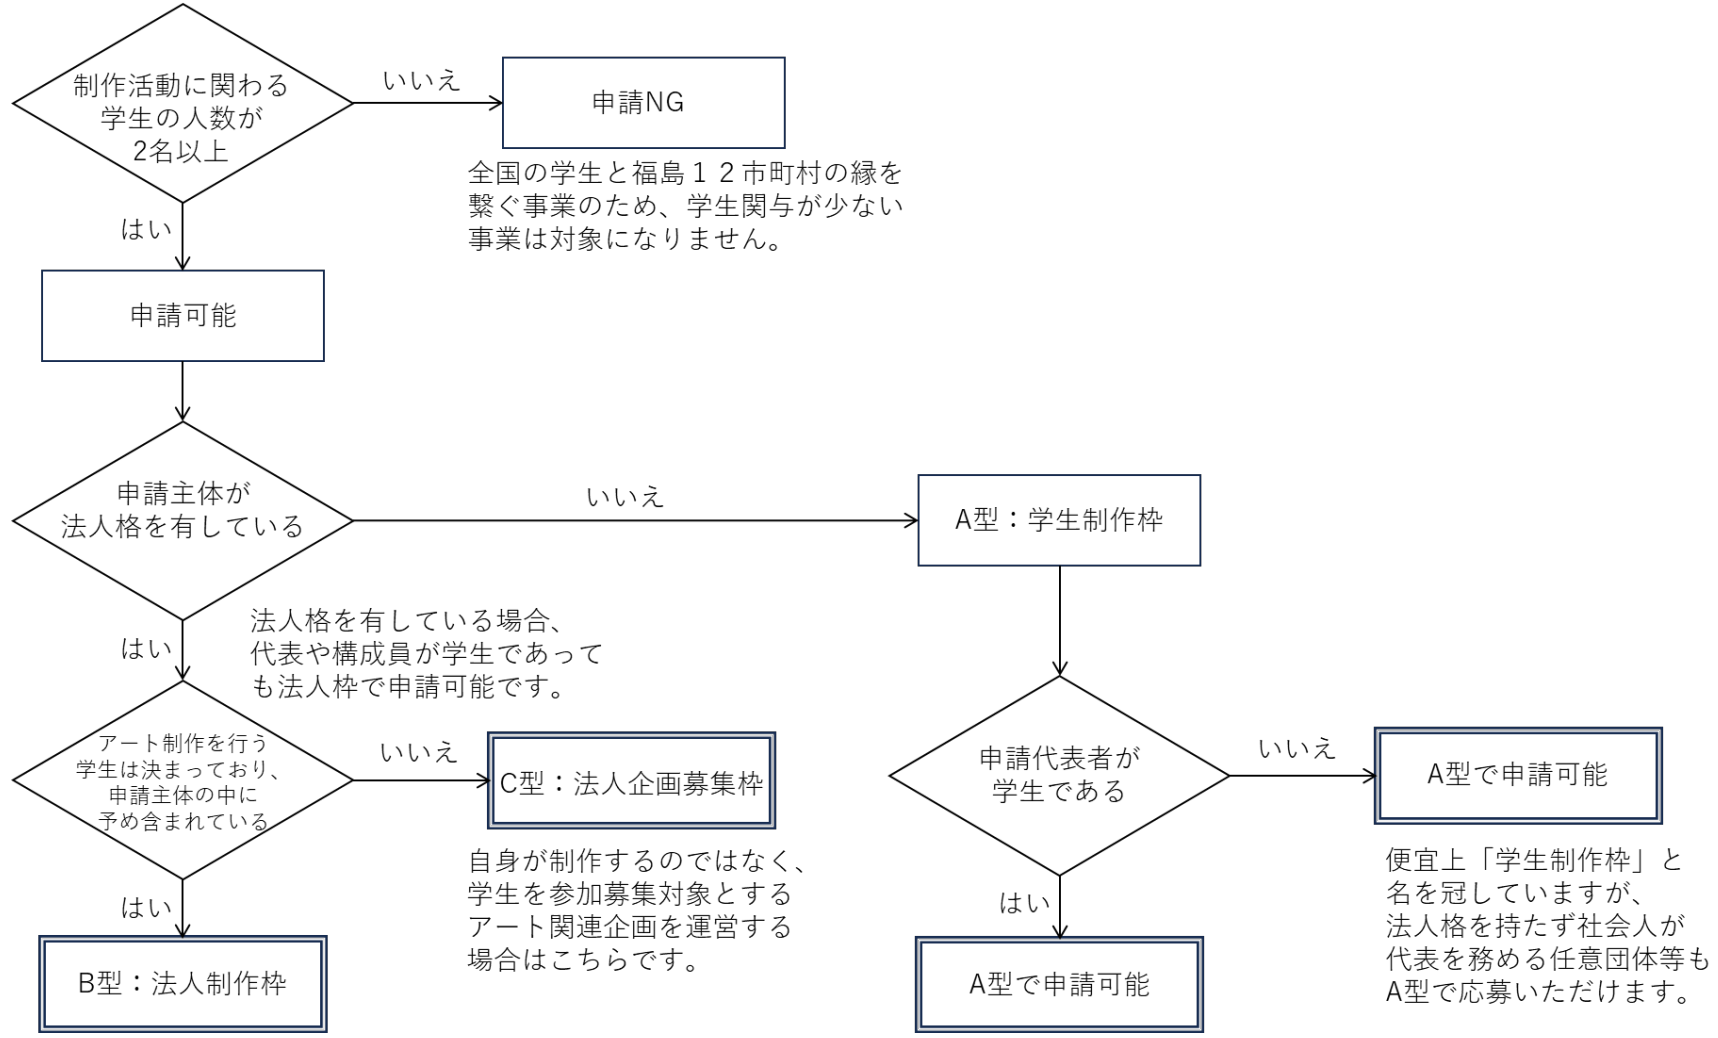 制作活動に関わる
学生の人数が
2名以上
いいえ
申請NG
全国の学生と福島１２市町村の縁を
繋ぐ事業のため、学生関与が少ない
事業は対象になりません。
はい
申請可能
申請主体が
法人格を有している
いいえ
A型：学生制作枠
はい
法人格を有している場合、
代表や構成員が学生であって
も法人枠で申請可能です。
アート制作を行う
学生は決まっており、
申請主体の中に
予め含まれている
いいえ
C型：法人企画募集枠
自身が制作するのではなく、
学生を参加募集対象とする
アート関連企画を運営する
場合はこちらです。
はい
B型：法人制作枠
申請代表者が
学生である
いいえ
A型で申請可能
便宜上「学生制作枠」と
名を冠していますが、
法人格を持たず社会人が
代表を務める任意団体等も
A型で応募いただけます。
はい
A型で申請可能